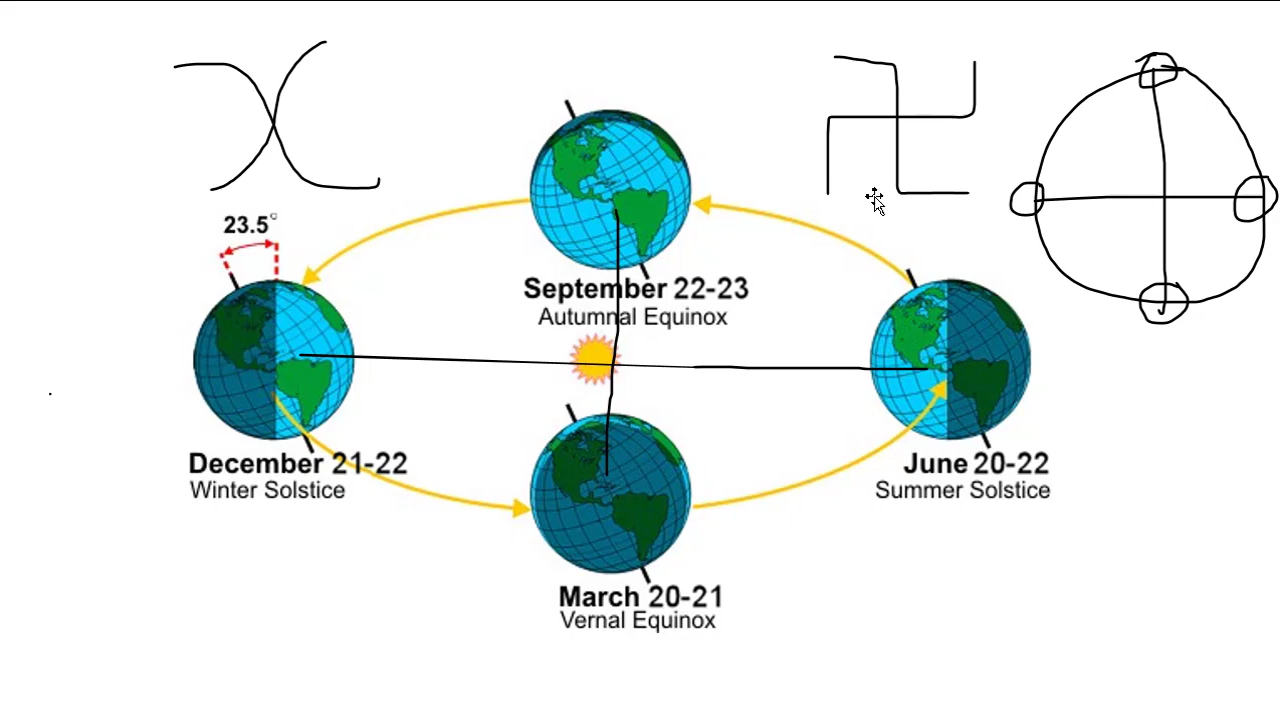 23.5°
September 22-23
Autumnal Equinox
December 21-22
Winter Solstice
June 20-22
Summer Solstice
March 20-21
Vernal Equinox